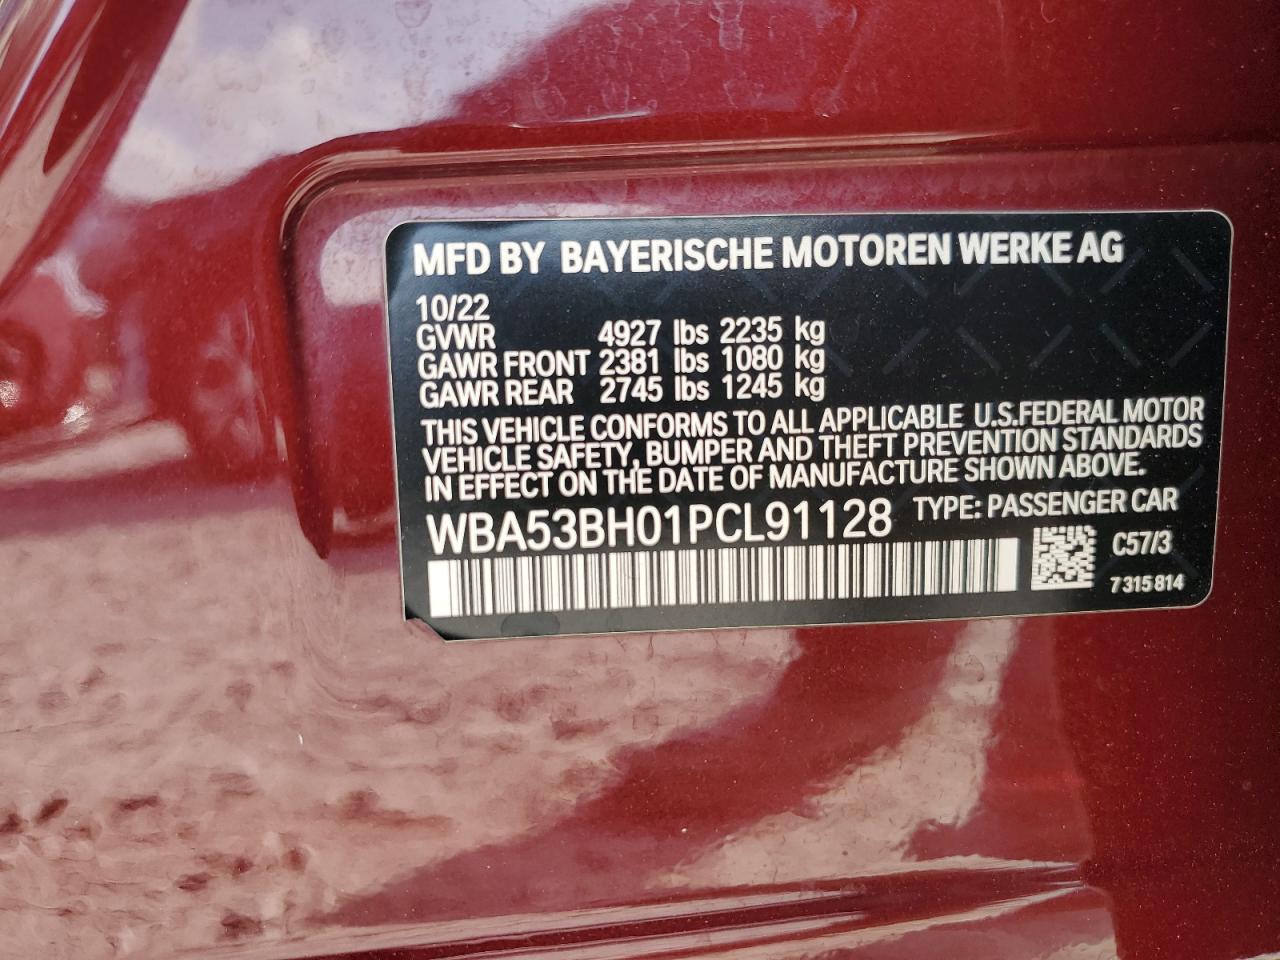 MFD BY BAYERISCHE MOTOREN WERKE AG
10/22
GVWR 4927 lbs 2235 kg
GAWR FRONT 2381 lbs 1080 kg
GAWR REAR 2745 lbs 1245 kg
THIS VEHICLE CONFORMS TO ALL APPLICABLE U.S.FEDERAL MOTOR
VEHICLE SAFETY, BUMPER AND THEFT PREVENTION STANDARDS
IN EFFECT ON THE DATE OF MANUFACTURE SHOWN ABOVE.
WBA53BH01PCL91128 TYPE: PASSENGER CAR
C57/3
7315814